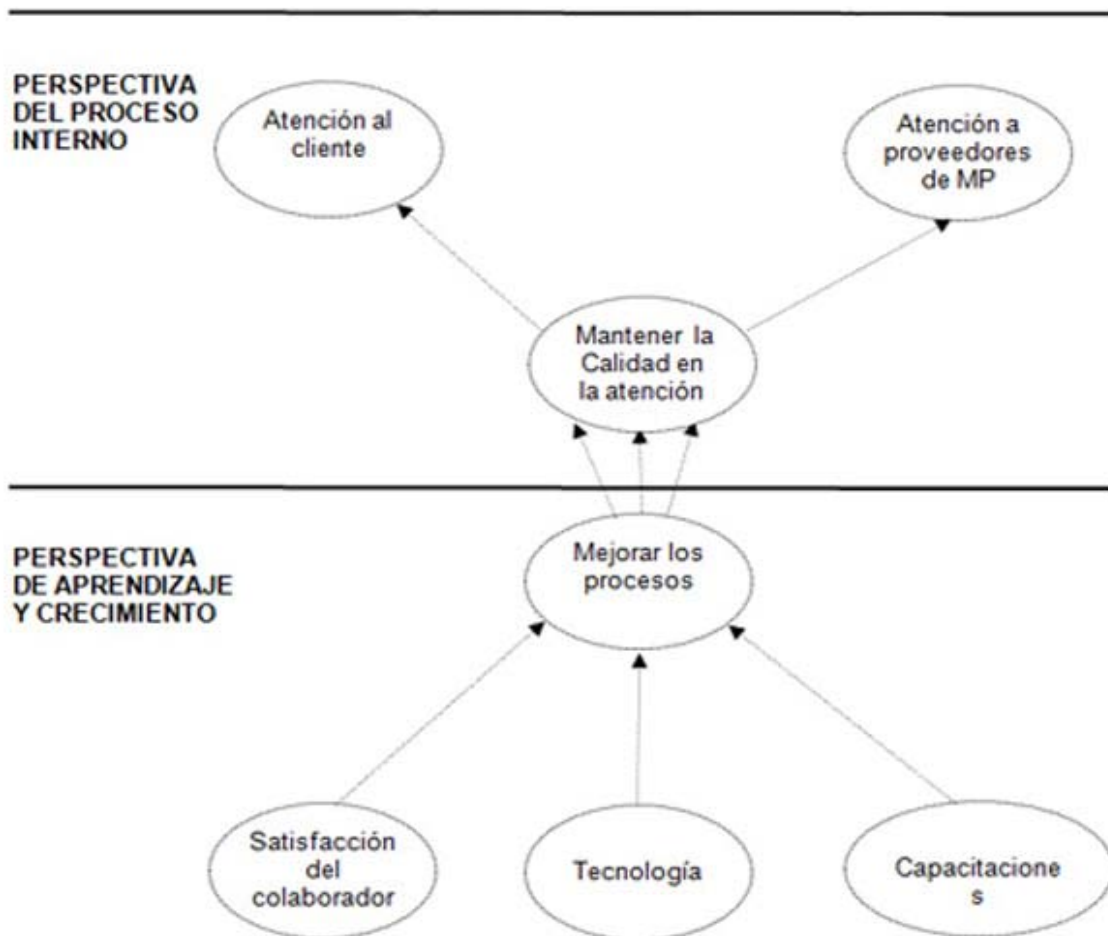 PERSPECTIVA
DEL PROCESO
INTERNO
Atención al
cliente
Atención a
proveedores
de MP
Mantener la
Calidad en
la atención
PERSPECTIVA
DE APRENDIZAJE
Y CRECIMIENTO
Mejorar los
procesos
Satisfacción
del
colaborador
Tecnología
Capacitacione
s